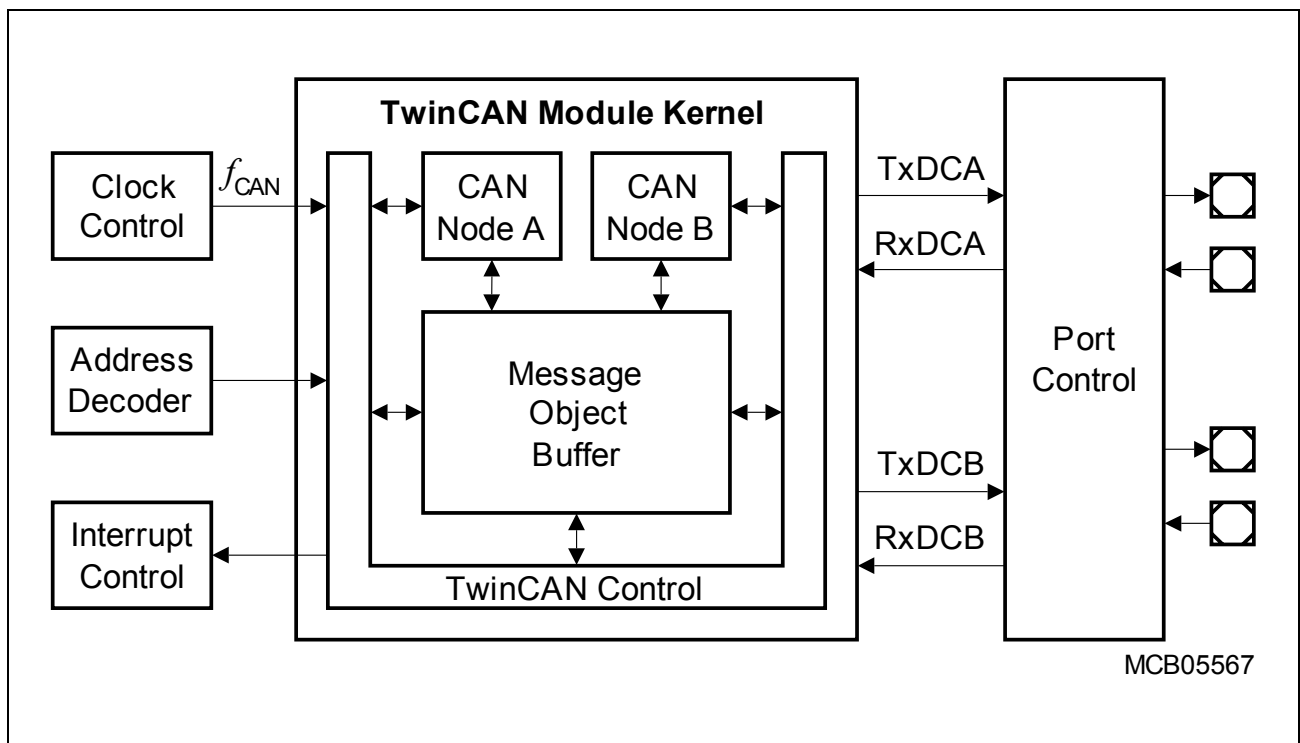 TwinCAN Module Kernel
Clock
Control
fCAN
Address
Decoder
Interrupt
Control
CAN
Node A
CAN
Node B
Message
Object
Buffer
TwinCAN Control
TxDCA
RxDCA
TxDCB
RxDCB
Port
Control
MCB05567